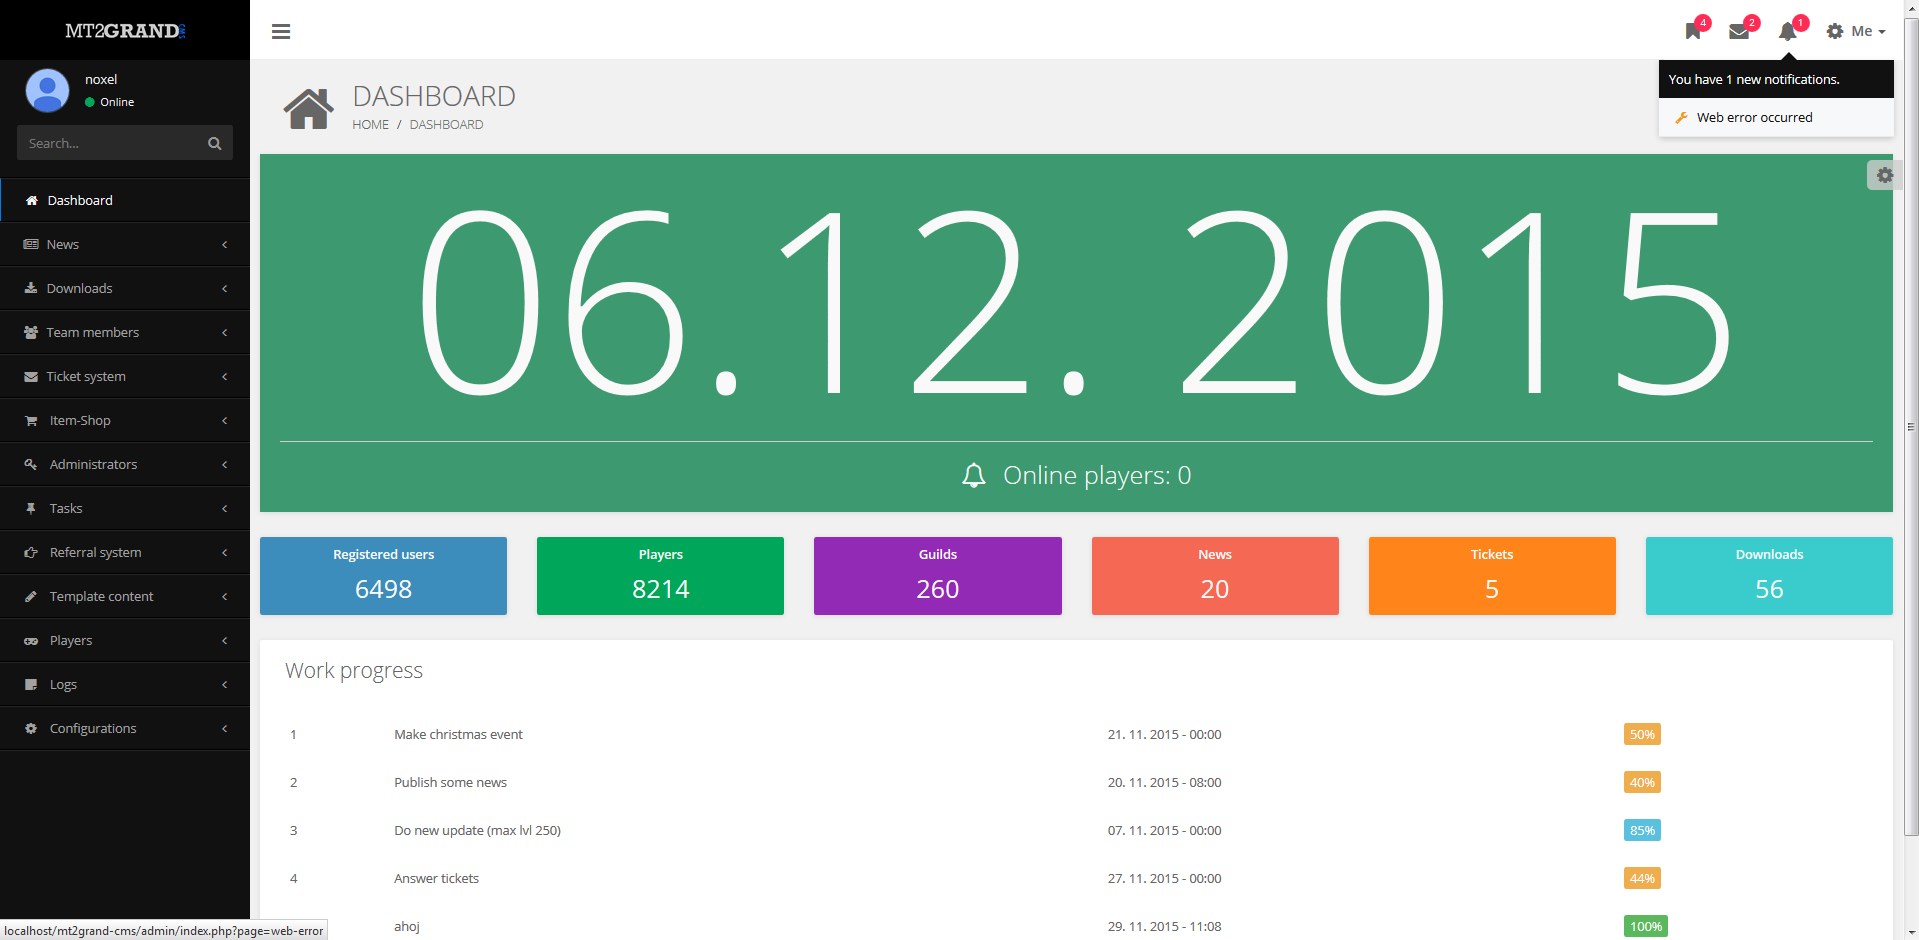 MT2GRAND CMS
noxel
Online
Search...
Dashboard
News
Downloads
Team members
Ticket system
Item-Shop
Administrators
Tasks
Referral system
Template content
Players
Logs
Configurations
4
2
1
Me
You have 1 new notifications.
Web error occurred
DASHBOARD
HOME / DASHBOARD
06.12. 2015
Online players: 0
Registered users
6498
Players
8214
Guilds
260
News
20
Tickets
5
Downloads
56
Work progress
1 Make christmas event 21. 11. 2015 - 00:00 50%
2 Publish some news 20. 11. 2015 - 08:00 40%
3 Do new update (max lvl 250) 07. 11. 2015 - 00:00 85%
4 Answer tickets 27. 11. 2015 - 00:00 44%
ahoj 29. 11. 2015 - 11:08 100%
localhost/mt2grand-cms/admin/index.php?page=web-error